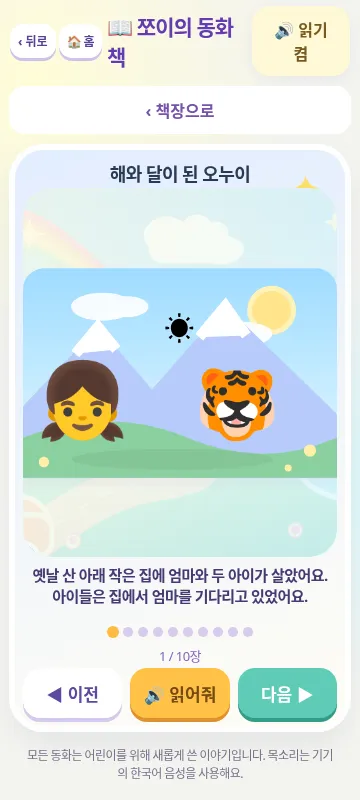 ‹ 뒤로
🏠 홈
📖 쪼이의 동화
책
🔊 읽기
켬
‹ 책장으로
해와 달이 된 오누이
옛날 산 아래 작은 집에 엄마와 두 아이가 살았어요.
아이들은 집에서 엄마를 기다리고 있었어요.
1 / 10장
◀ 이전
🔊 읽어줘
다음 ▶
모든 동화는 어린이를 위해 새롭게 쓴 이야기입니다. 목소리는 기기
의 한국어 음성을 사용해요.